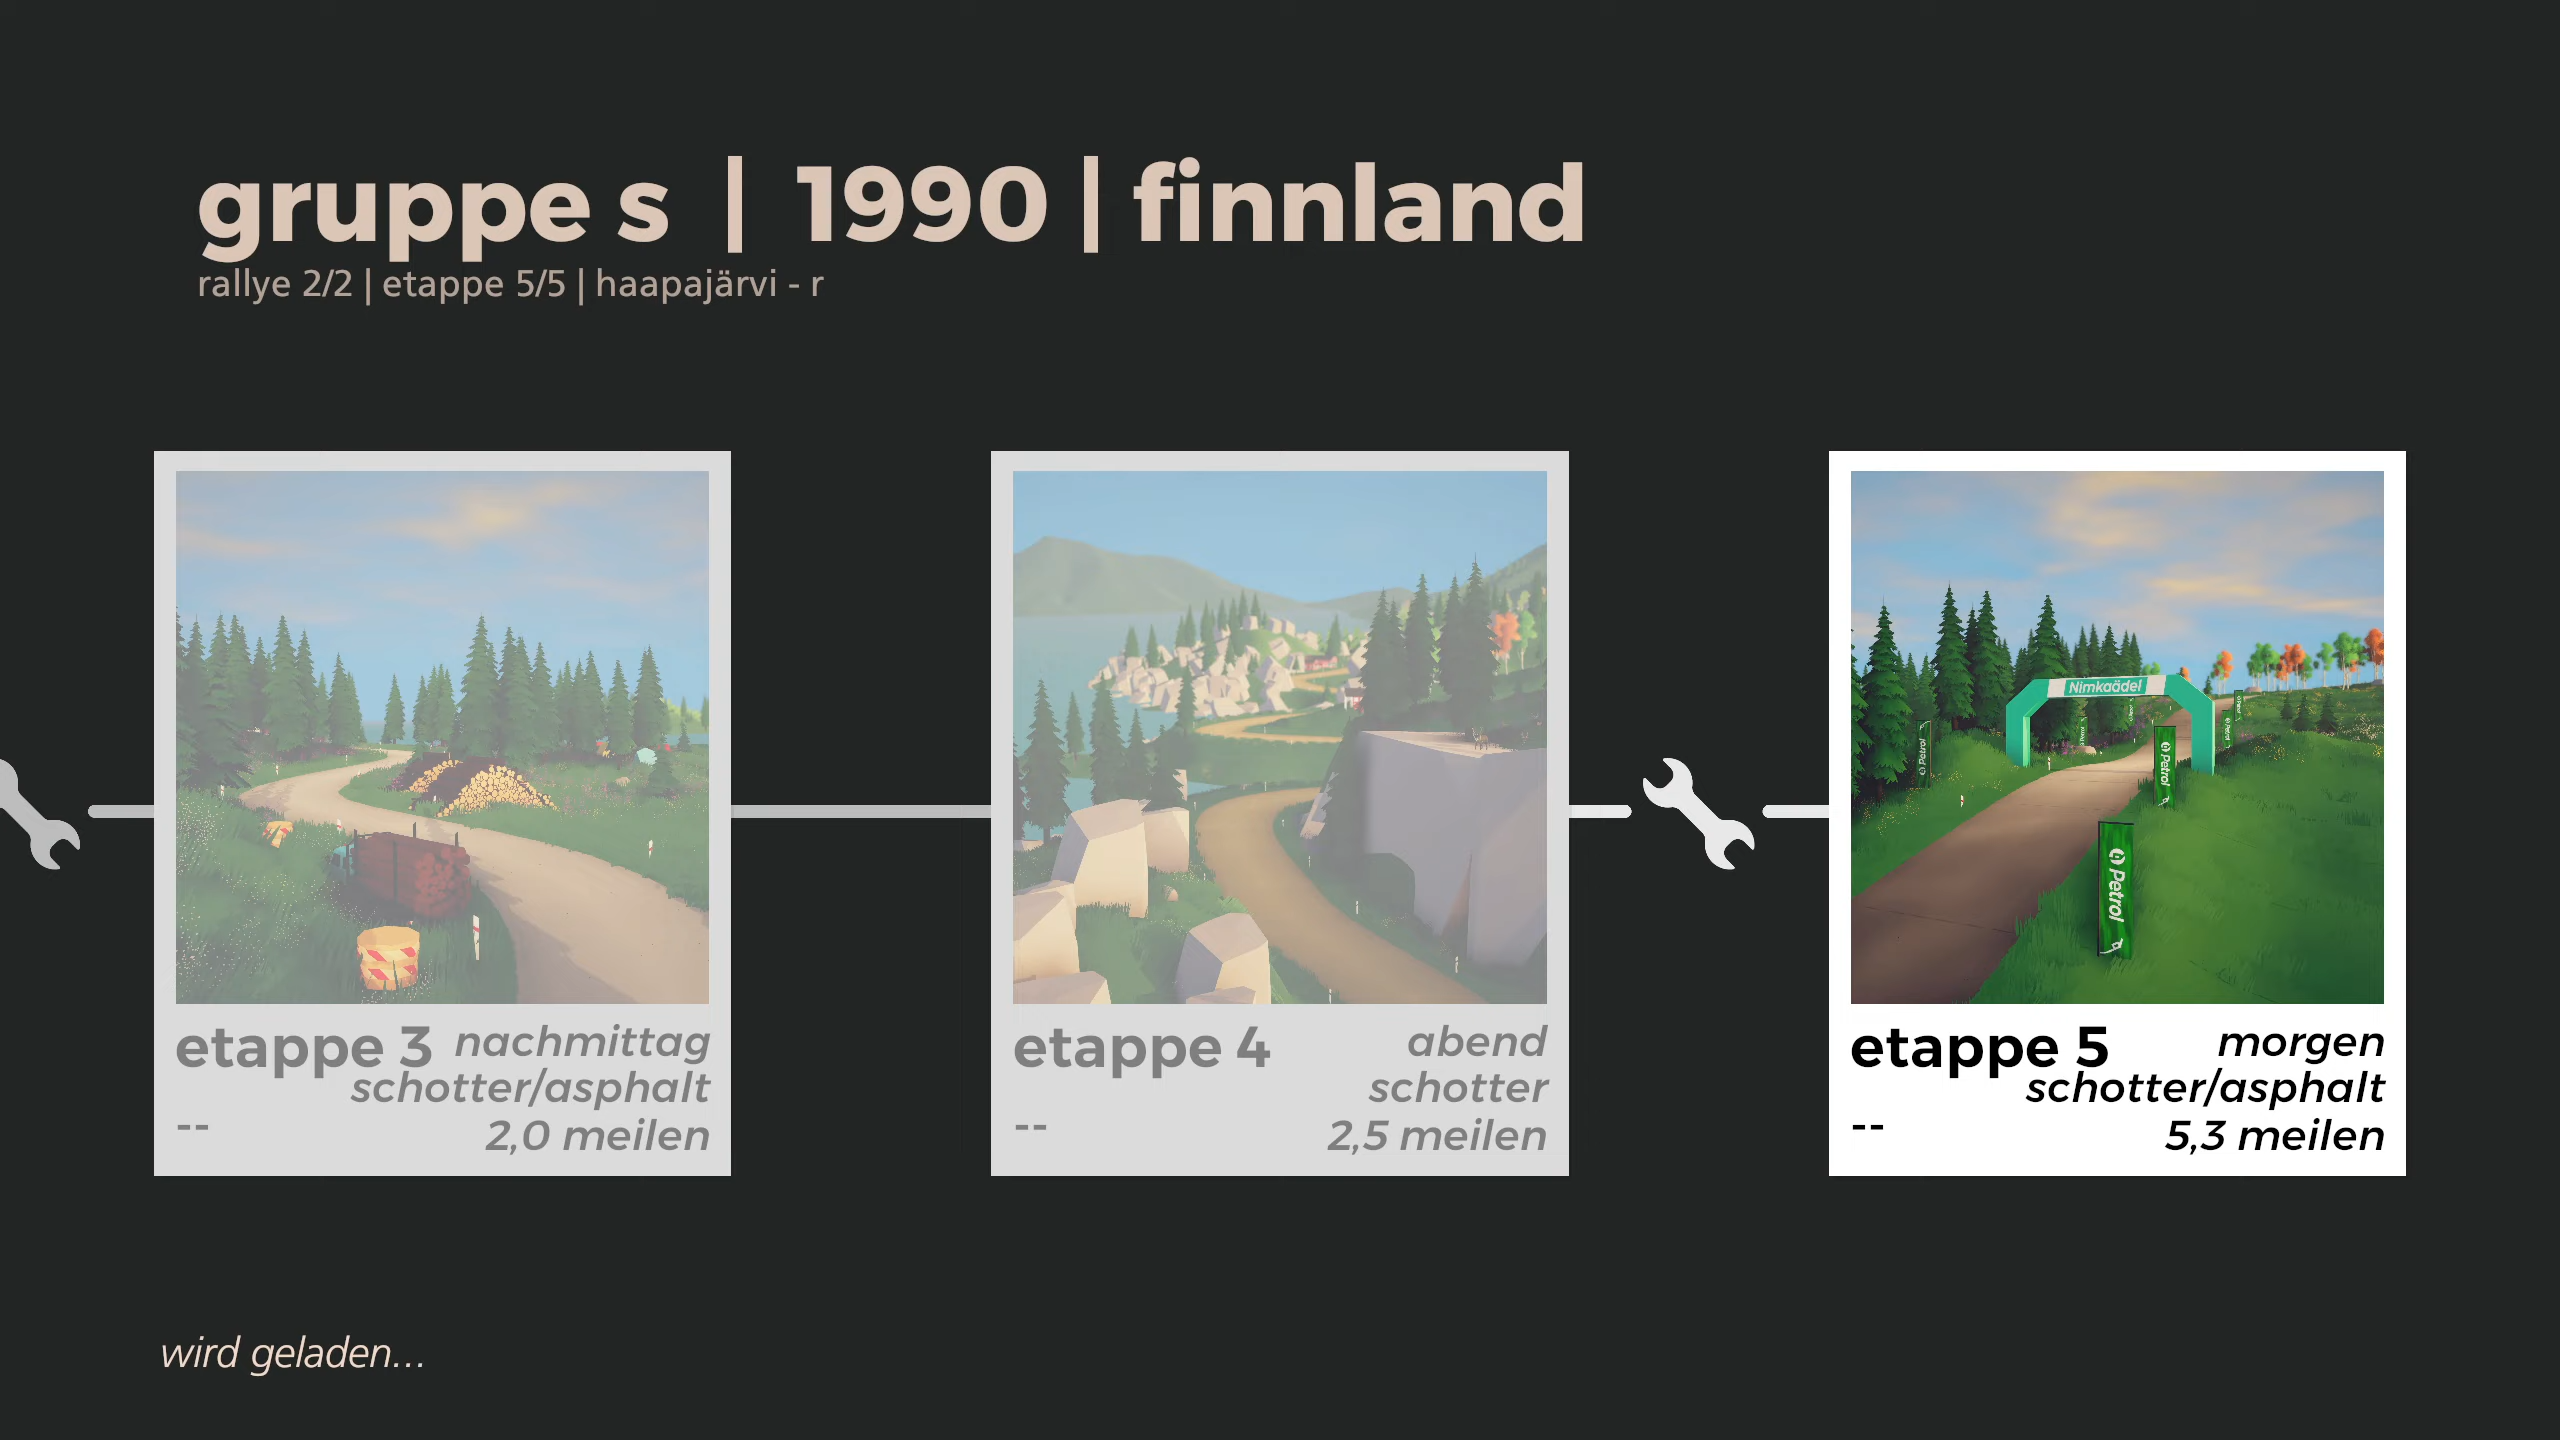 gruppe s | 1990 | finnland
rallye 2/2 | etappe 5/5 | haapajärvi - r
Nimkaädel
Petrol
Petrol
Petrol
etappe 3 nachmittag
schotter/asphalt
-- 2,0 meilen
etappe 4 abend
schotter
-- 2,5 meilen
etappe 5 morgen
schotter/asphalt
-- 5,3 meilen
wird geladen...